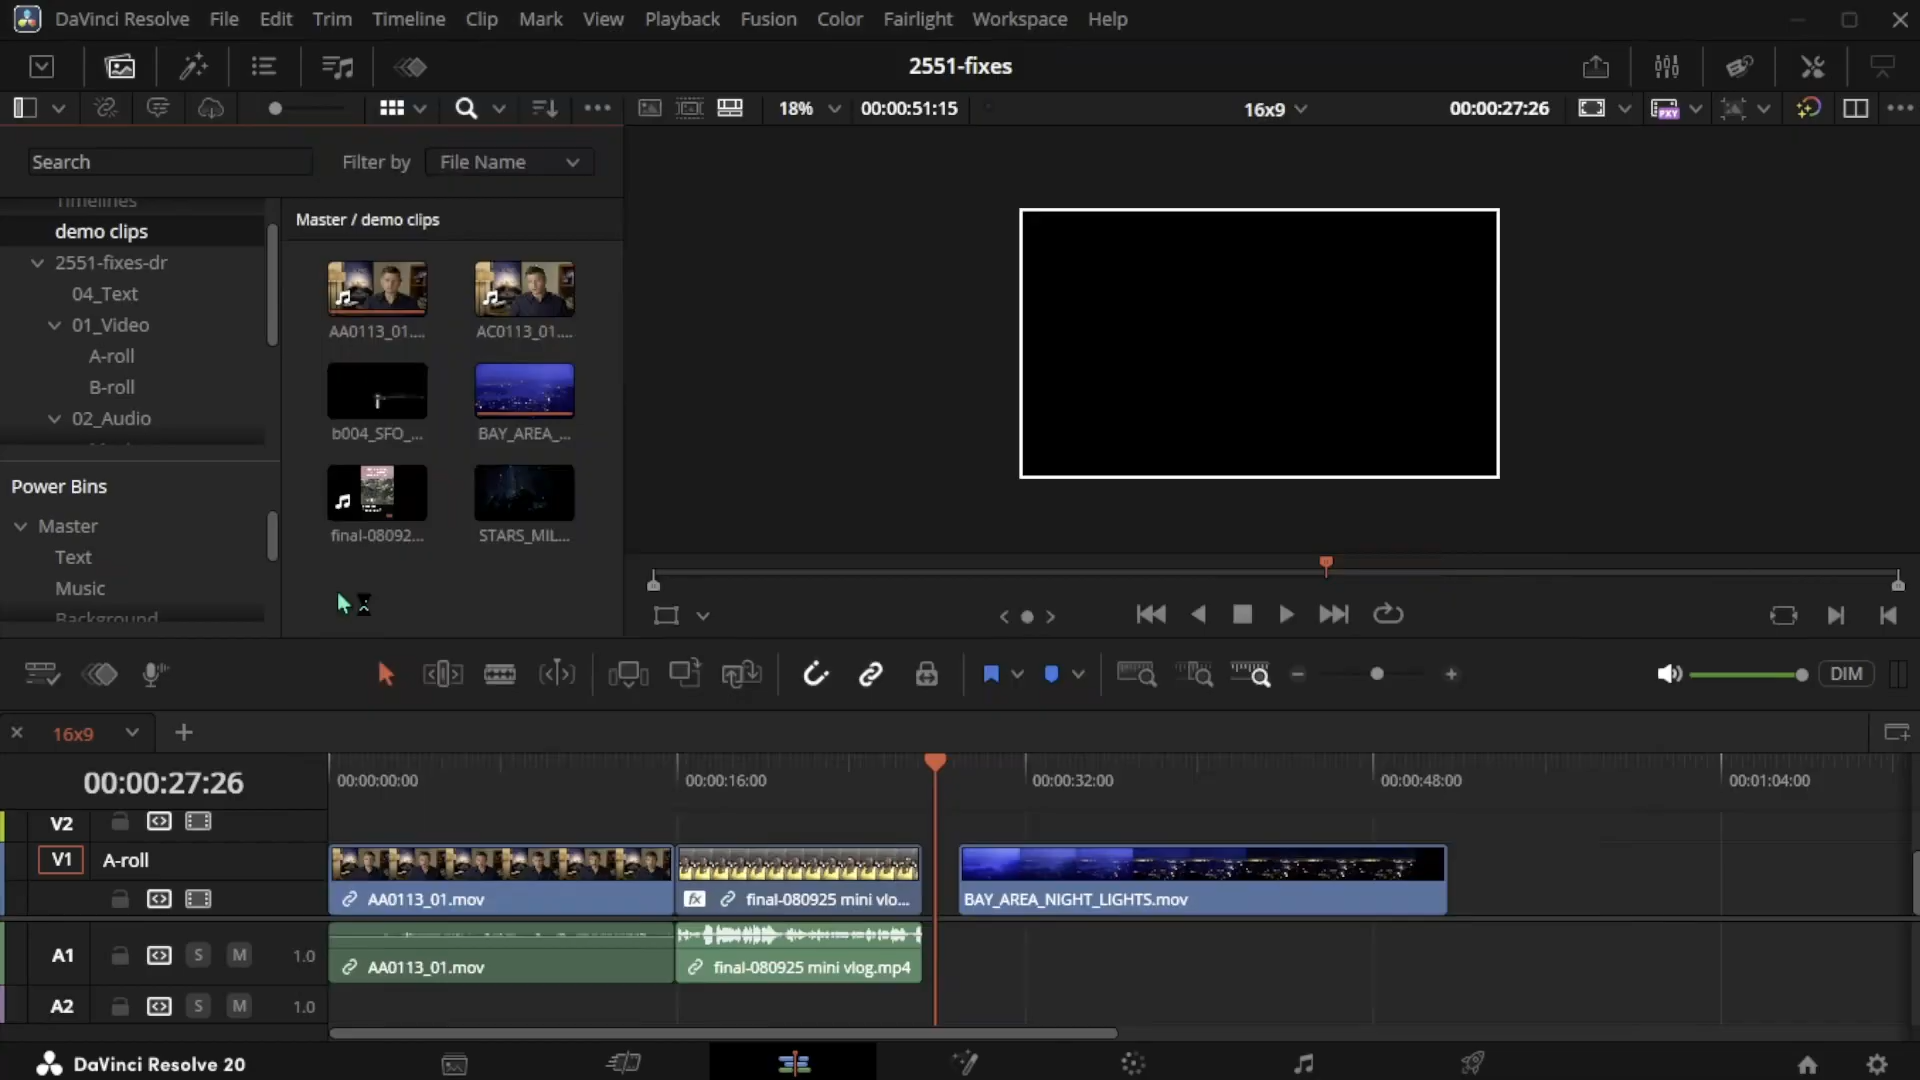 DaVinci Resolve File Edit Trim Timeline Clip Mark View Playback Fusion Color Fairlight Workspace Help
2551-fixes
18% 00:00:51:15 16x9 00:00:27:26
PXY
Search Filter by File Name
Timelines
demo clips
2551-fixes-dr
04_Text
01_Video
A-roll
B-roll
02_Audio
Power Bins
Master
Text
Music
Background
Master / demo clips
AA0113_01.... AC0113_01....
b004_SFO_... BAY_AREA_...
final-08092... STARS_MIL...
DIM
16x9
00:00:27:26
00:00:00:00 00:00:16:00 00:00:32:00 00:00:48:00 00:01:04:00
V2
V1 A-roll
AA0113_01.mov fx final-080925 mini vlo... BAY_AREA_NIGHT_LIGHTS.mov
A1 S M 1.0 AA0113_01.mov final-080925 mini vlog.mp4
A2 S M 1.0
DaVinci Resolve 20